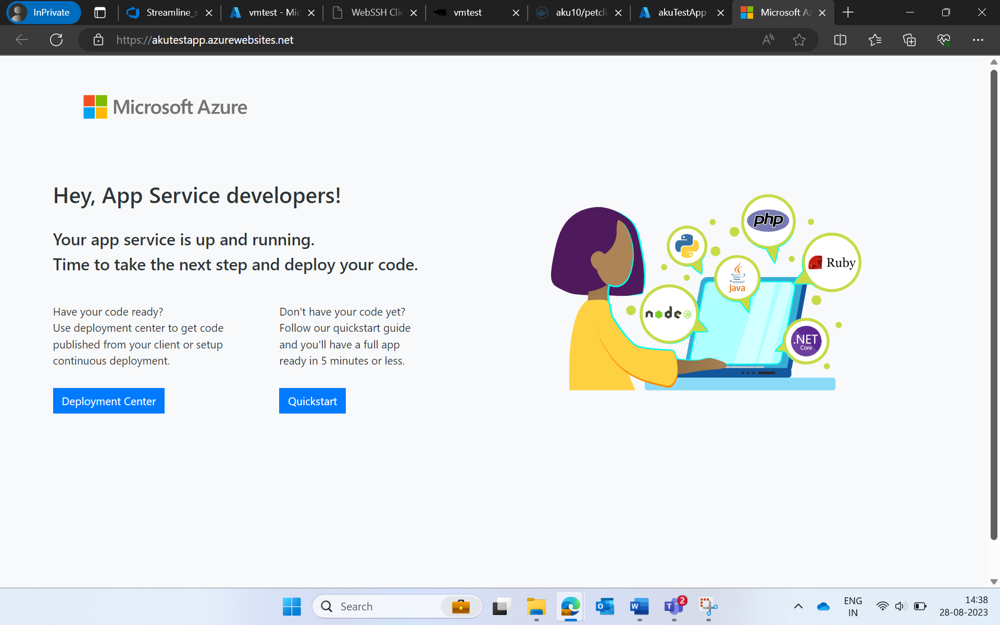 InPrivate
Streamline_s
vmtest - Mic
WebSSH Clie
vmtest
aku10/petcli
akuTestApp
Microsoft Az
https://akutestapp.azurewebsites.net
Microsoft Azure
Hey, App Service developers!
Your app service is up and running.
Time to take the next step and deploy your code.
Have your code ready?
Use deployment center to get code
published from your client or setup
continuous deployment.
Deployment Center
Don't have your code yet?
Follow our quickstart guide
and you'll have a full app
ready in 5 minutes or less.
Quickstart
php
Ruby
Java
node
JS
.NET
Core
Search
2
ENG
IN
14:38
28-08-2023